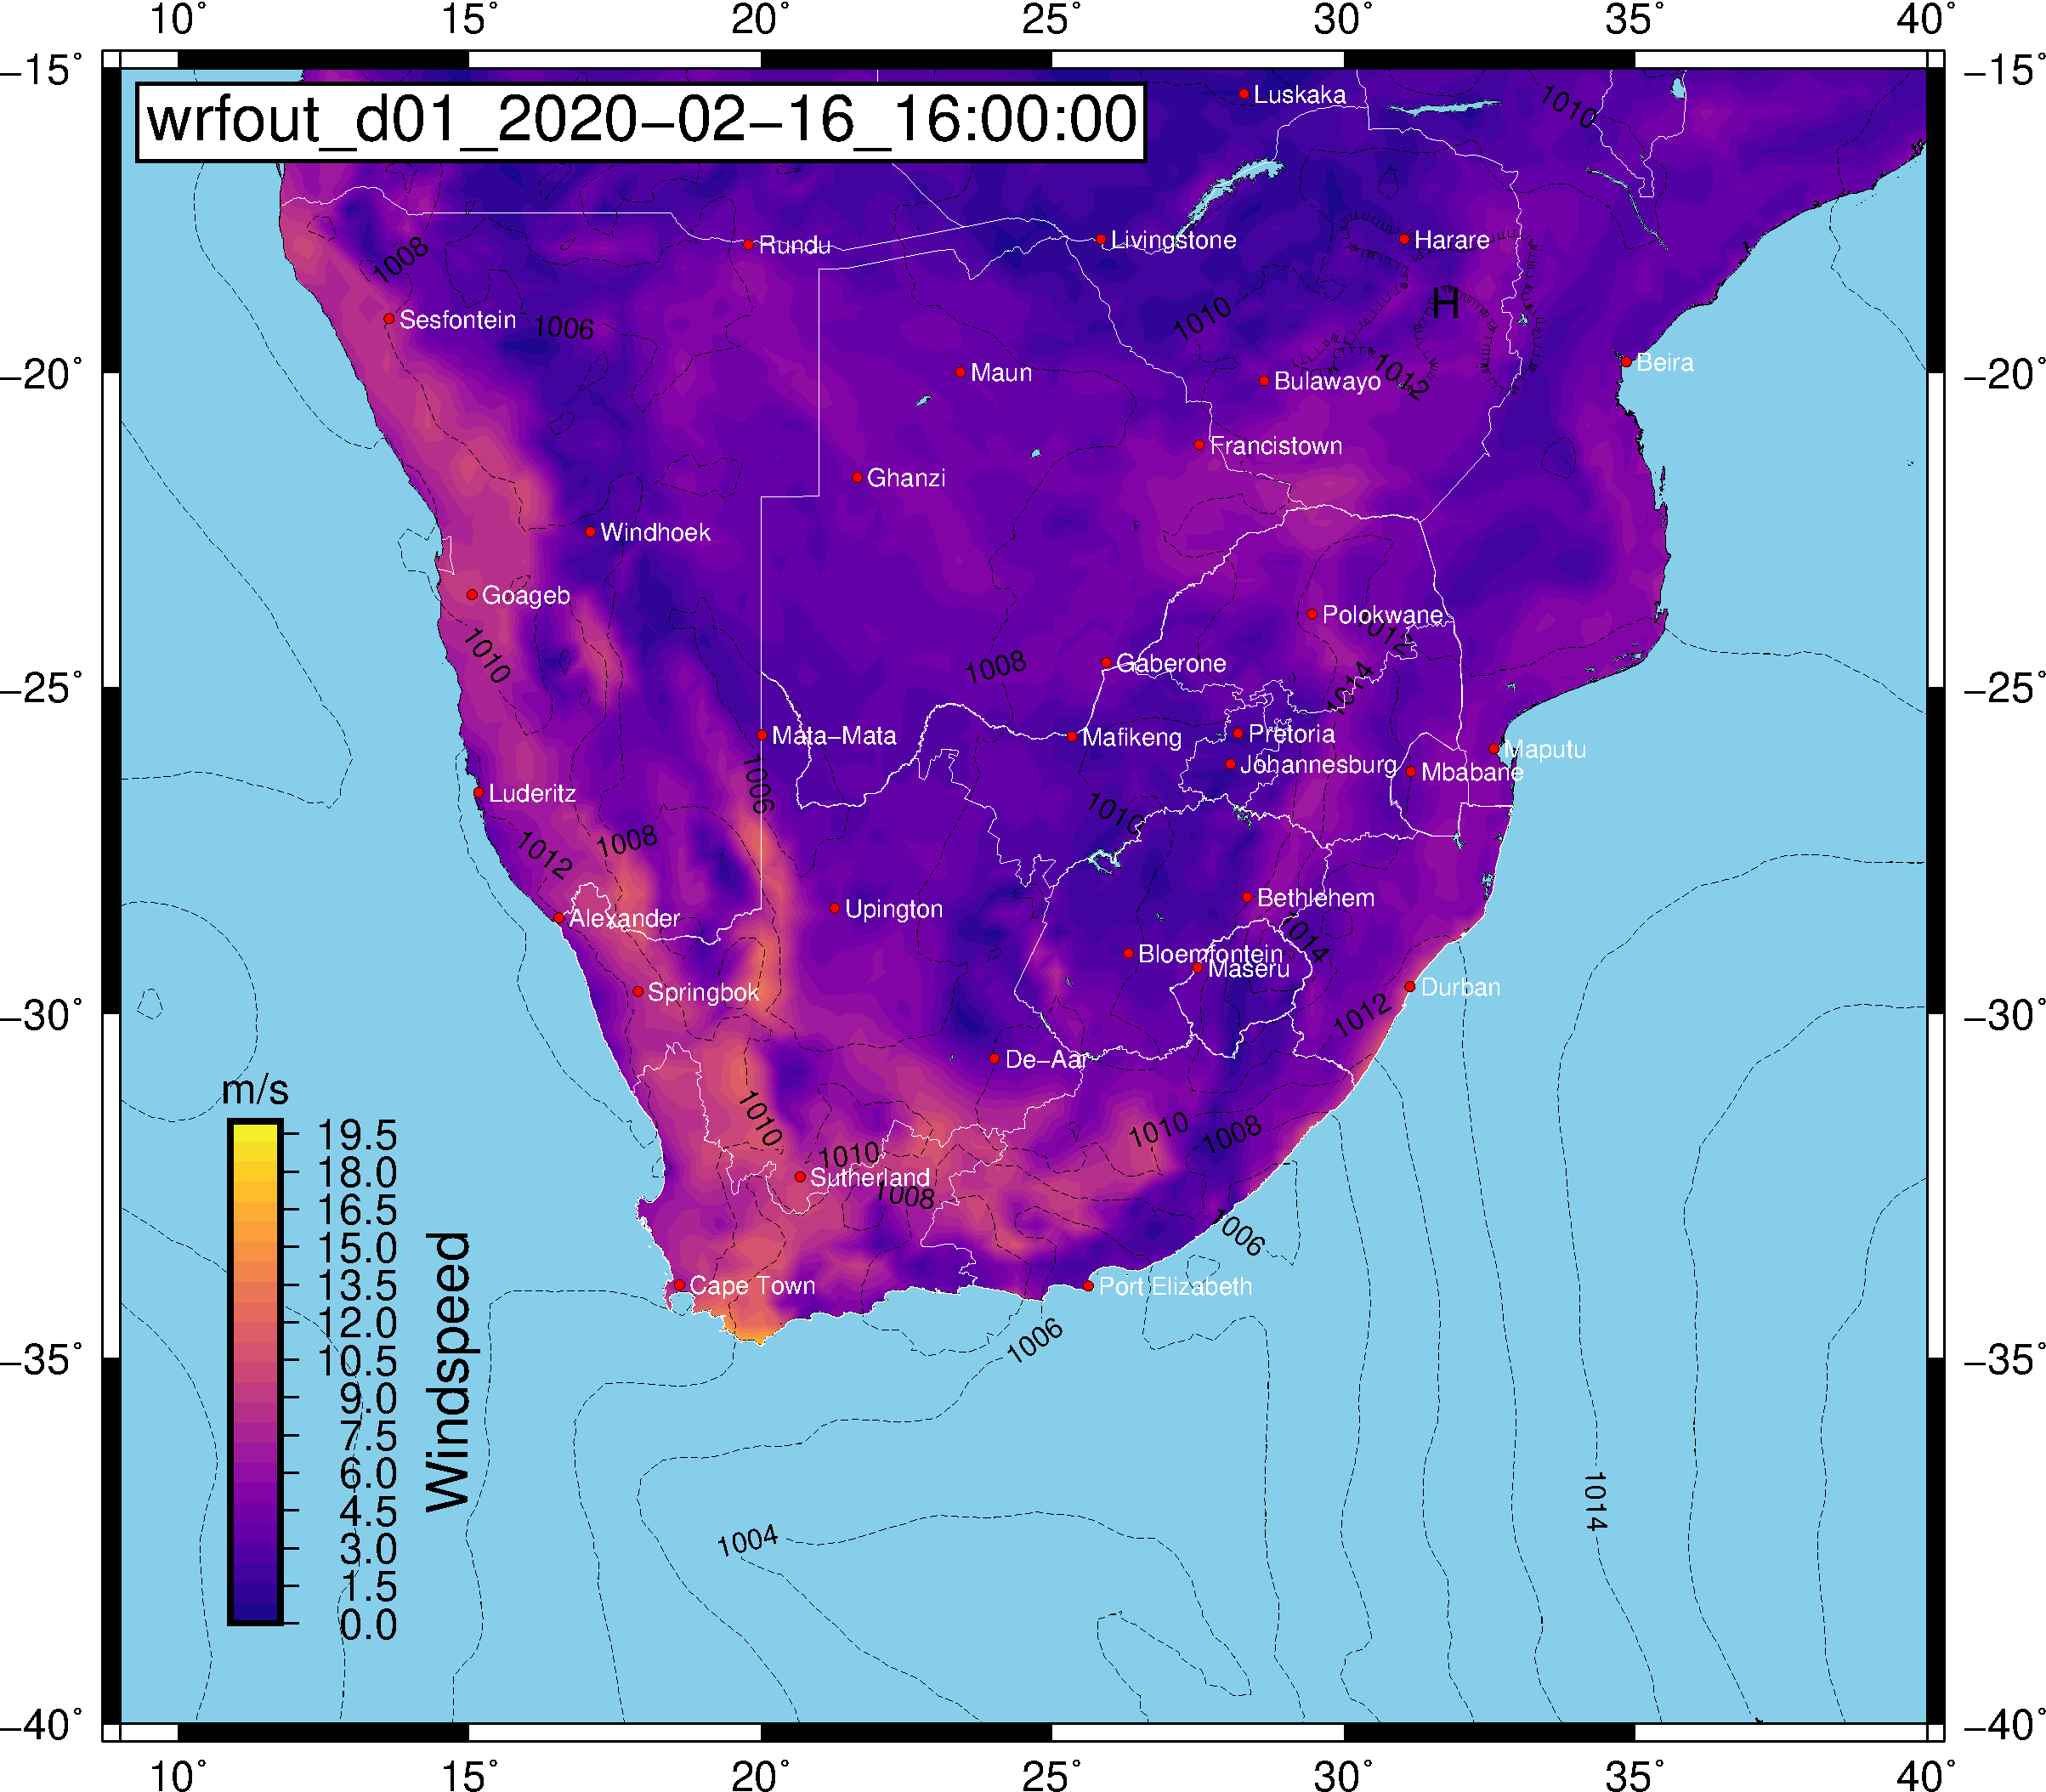 10° 15° 20° 25° 30° 35° 40°
−15° −15°
wrfout_d01_2020−02−16_16:00:00
Luskaka
1010
Rundu
Livingstone
Harare
1008
H
Sesfontein
1006
1010
Maun
Bulawayo
1012
Beira
−20° −20°
Francistown
Ghanzi
Windhoek
Goageb
Polokwane
1012
1010
1008
Gaberone
1014
−25° −25°
Mata−Mata
Mafikeng
Pretoria
Maputu
Johannesburg
Mbabane
1006
Luderitz
1010
1012
1008
Bethlehem
Alexander
Upington
1014
Bloemfontein
Maseru
Springbok
Durban
1012
−30° −30°
De−Aar
1010
1010
1008
1010
Sutherland
1008
1006
Cape Town
Port Elizabeth
1006
−35° −35°
1014
1004
m/s
19.5
18.0
16.5
15.0
13.5
12.0
10.5
9.0
7.5
6.0
4.5
3.0
1.5
0.0
Windspeed
−40° −40°
10° 15° 20° 25° 30° 35° 40°